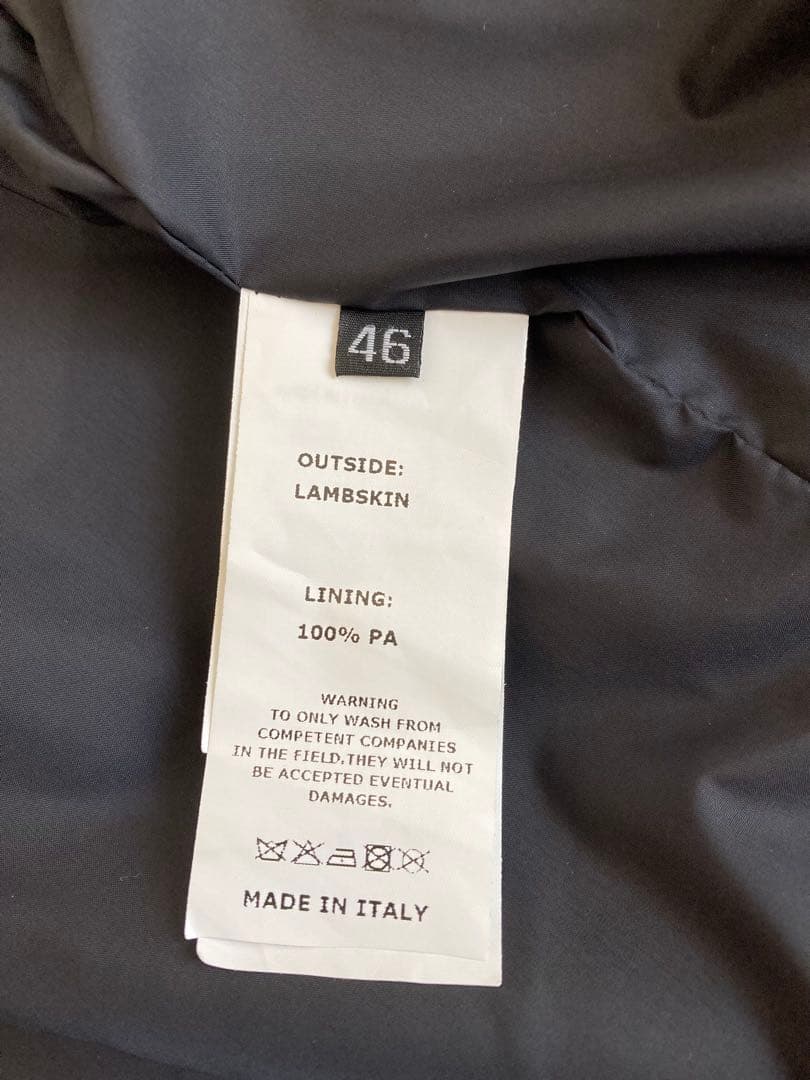 46
OUTSIDE:
LAMBSKIN
LINING:
100% PA
WARNING
TO ONLY WASH FROM
COMPETENT COMPANIES
IN THE FIELD.THEY WILL NOT
BE ACCEPTED EVENTUAL
DAMAGES.
MADE IN ITALY